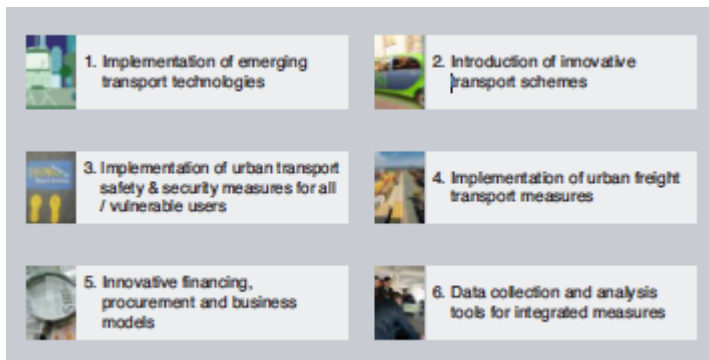 1. Implementation of emerging
transport technologies
2. Introduction of innovative
transport schemes
3. Implementation of urban transport
safety & security measures for all
/ vulnerable users
4. Implementation of urban freight
transport measures
5. Innovative financing,
procurement and business
models
6. Data collection and analysis
tools for integrated measures